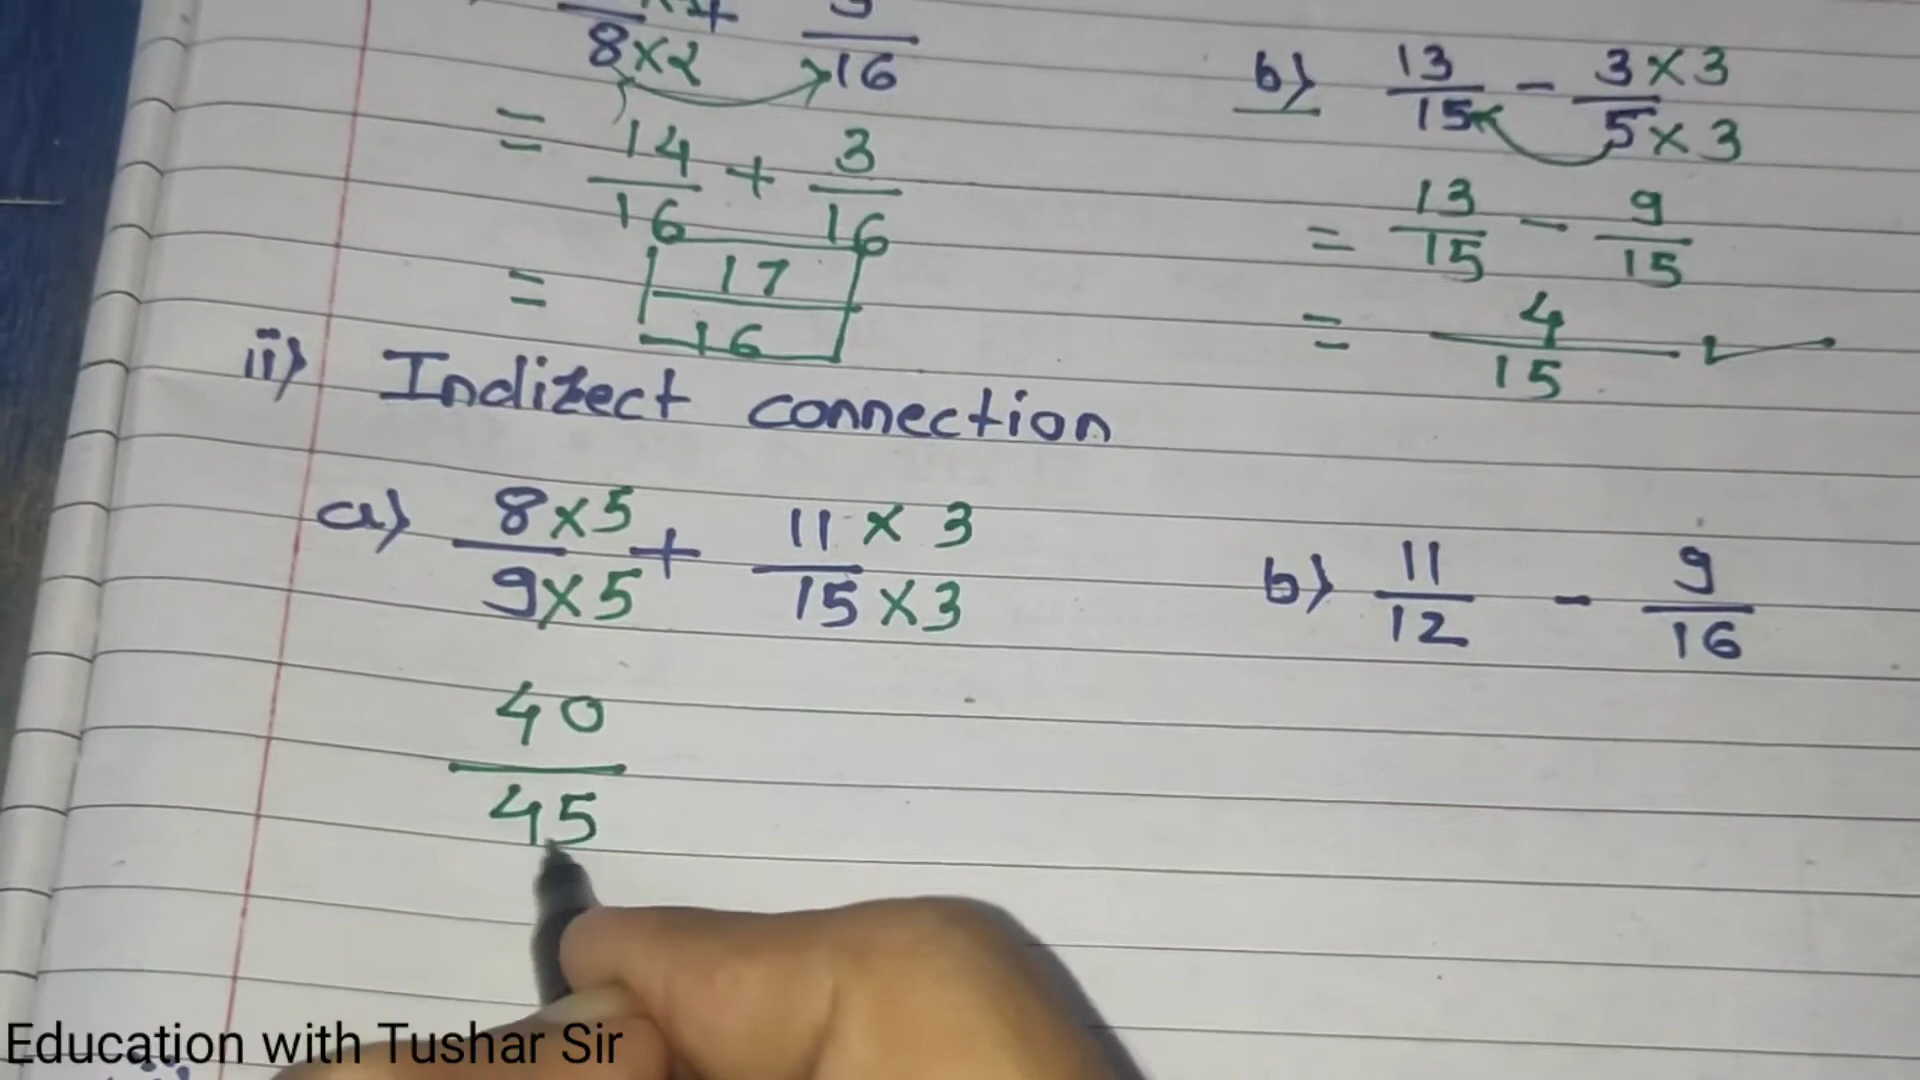 8×2 16
= 14/16 + 3/16
= 17/16
b) 13/15 - 3×3/5×3
= 13/15 - 9/15
= 4/15
ii) Indirect connection
a) 8×5/9×5 + 11×3/15×3
40/45
b) 11/12 - 9/16
Education with Tushar Sir